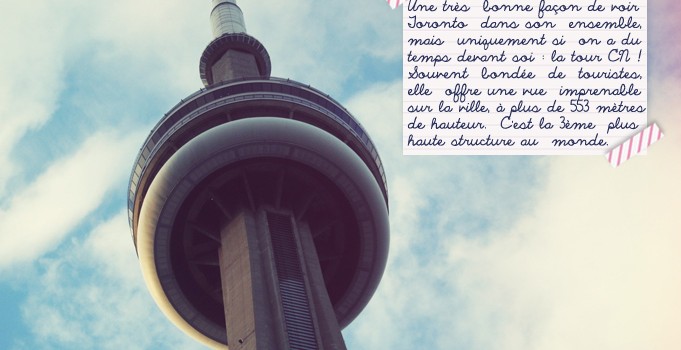 Une très bonne façon de voir
Toronto dans son ensemble,
mais uniquement si on a du
temps devant soi : la tour CN !
Souvent bondée de touristes,
elle offre une vue imprenable
sur la ville, à plus de 553 mètres
de hauteur. C'est la 3ème plus
haute structure au monde.